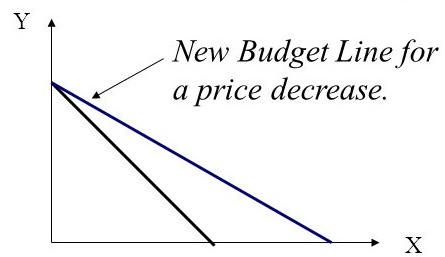 Y
New Budget Line for
a price decrease.
X